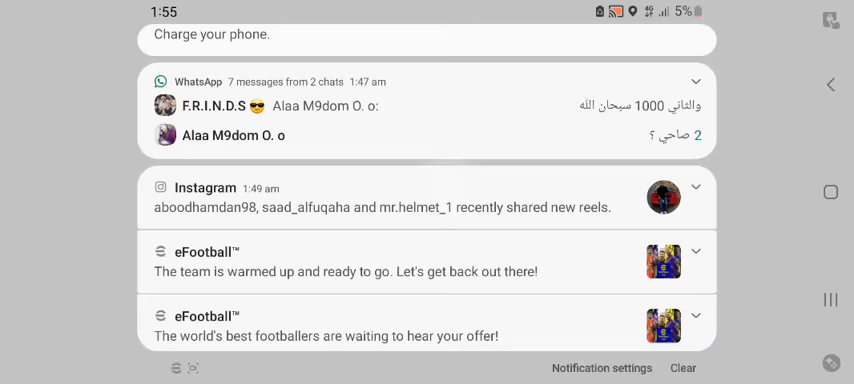 1:55 4G 5%
Charge your phone.
WhatsApp 7 messages from 2 chats 1:47 am
F.R.I.N.D.S 😎 Alaa M9dom O. o: والثاني 1000 سبحان الله
Alaa M9dom O. o صاحي ؟ 2
Instagram 1:49 am
aboodhamdan98, saad_alfuqaha and mr.helmet_1 recently shared new reels.
eFootball™
The team is warmed up and ready to go. Let's get back out there!
eFootball™
The world's best footballers are waiting to hear your offer!
Notification settings Clear